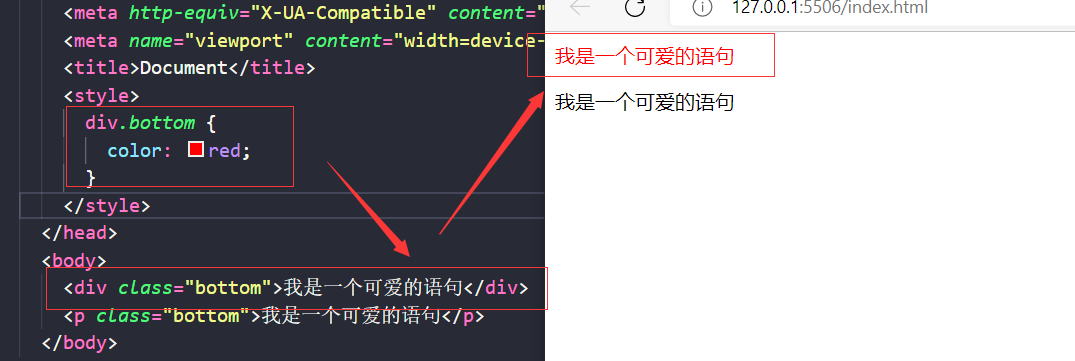 <meta http-equiv="X-UA-Compatible" content="
<meta name="viewport" content="width=device-
<title>Document</title>
<style>
div.bottom {
color: red;
}
</style>
</head>
<body>
<div class="bottom">我是一个可爱的语句</div>
<p class="bottom">我是一个可爱的语句</p>
</body>
127.0.0.1:5506/index.html
我是一个可爱的语句
我是一个可爱的语句